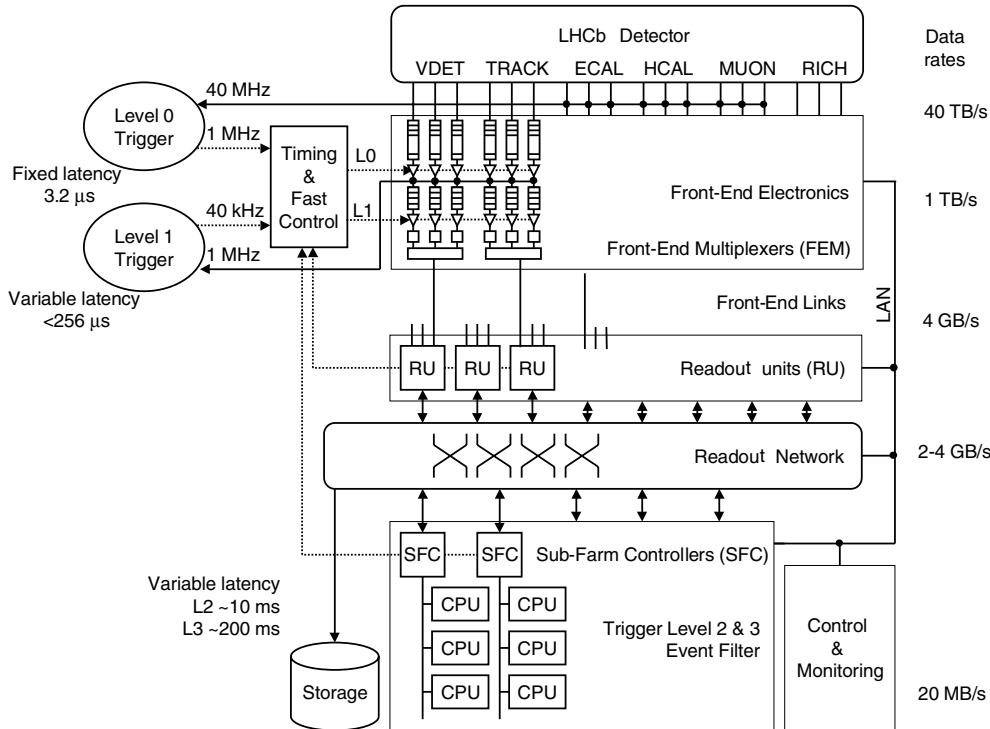 LHCb Detector
Data
rates
VDET TRACK ECAL HCAL MUON RICH
40 MHz
40 TB/s
Level 0
Trigger
1 MHz
Timing
&
Fast
Control
L0
L1
Fixed latency
3.2 μs
Front-End Electronics
1 TB/s
40 kHz
Level 1
Trigger
1 MHz
Front-End Multiplexers (FEM)
Variable latency
<256 μs
Front-End Links
LAN
4 GB/s
RU RU RU
Readout units (RU)
Readout Network
2-4 GB/s
SFC SFC
Sub-Farm Controllers (SFC)
Variable latency
L2 ~10 ms
L3 ~200 ms
CPU CPU
CPU CPU
CPU CPU
Trigger Level 2 & 3
Event Filter
Control
&
Monitoring
Storage
20 MB/s